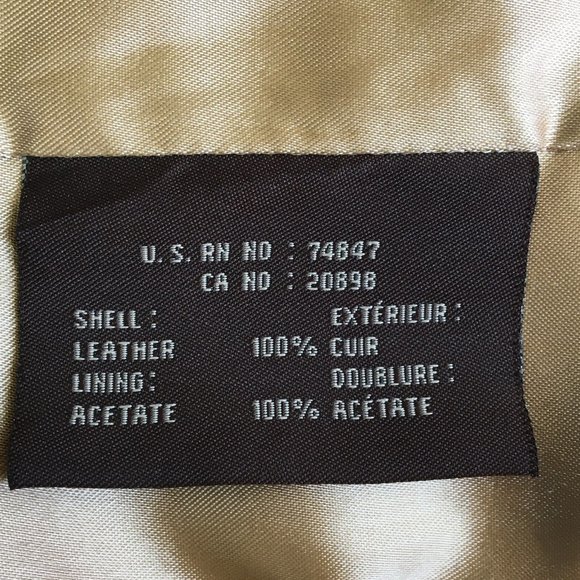 U.S. RN NO : 74847
CA NO : 20898
SHELL : EXTÉRIEUR :
LEATHER 100% CUIR
LINING: DOUBLURE :
ACETATE 100% ACÉTATE